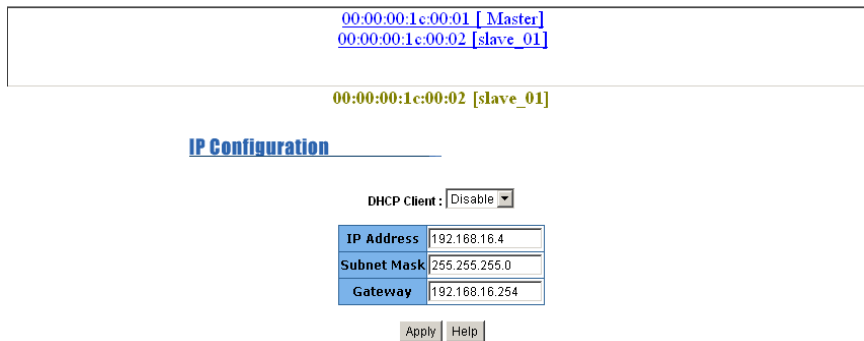 00:00:00:1c:00:01 [ Master]
00:00:00:1c:00:02 [slave_01]
00:00:00:1c:00:02 [slave_01]
IP Configuration
DHCP Client : Disable
IP Address 192.168.16.4
Subnet Mask 255.255.255.0
Gateway 192.168.16.254
Apply Help